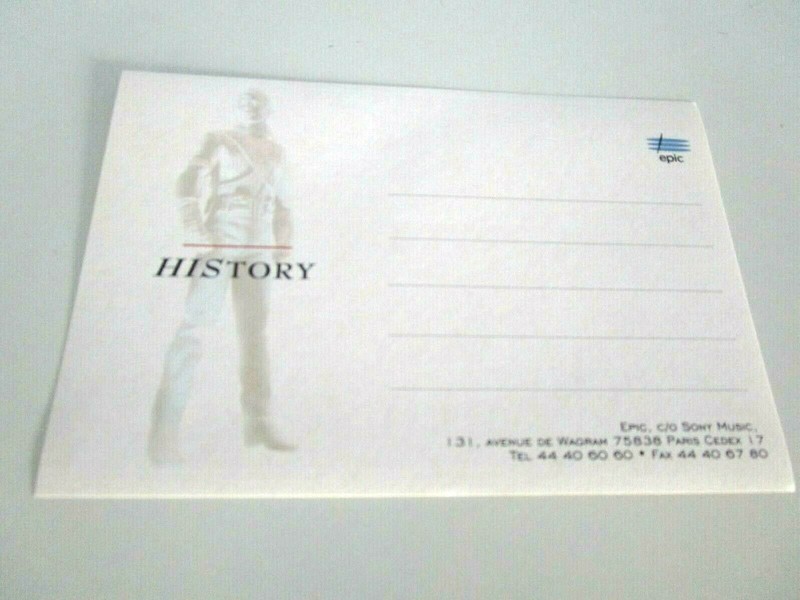 epic
HISTORY
EPIC, C/O SONY MUSIC,
131, AVENUE DE WAGRAM 75838 PARIS CEDEX 17
TEL 44 40 60 60 * FAX 44 40 67 80